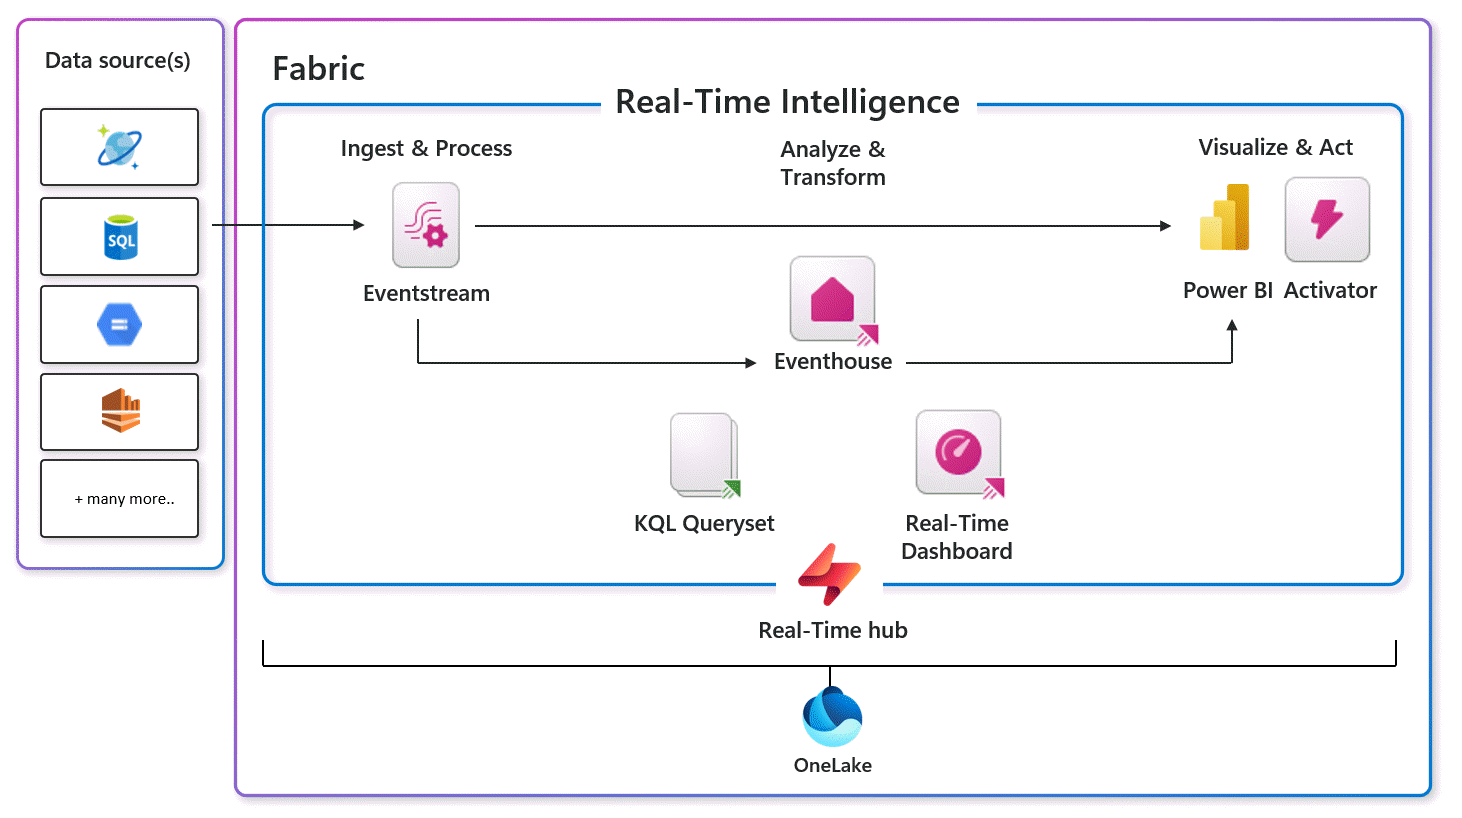 Data source(s)
SQL
+ many more..
Fabric
Real-Time Intelligence
Ingest & Process
Eventstream
Analyze &
Transform
Eventhouse
KQL Queryset
Real-Time
Dashboard
Visualize & Act
Power BI
Activator
Real-Time hub
OneLake